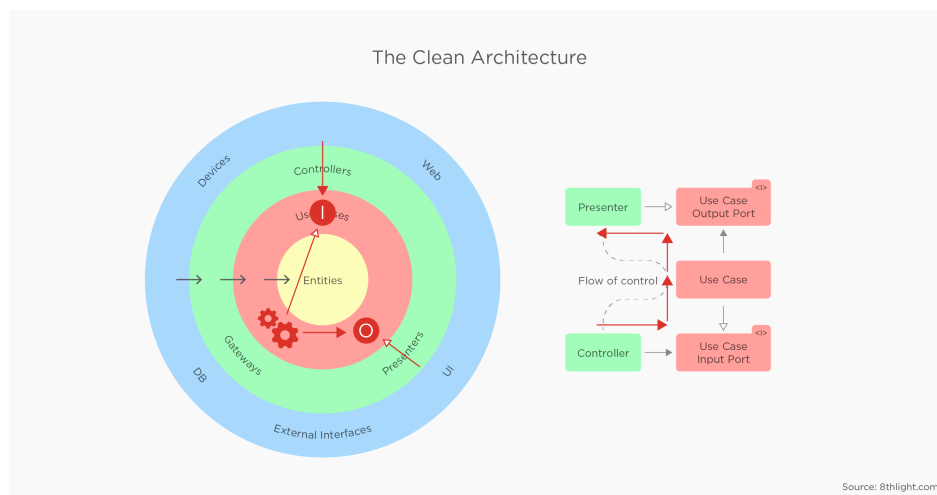 The Clean Architecture
Devices
Web
Controllers
I
Entities
O
Gateways
Presenters
DB
UI
External Interfaces
Presenter
<I>
Use Case
Output Port
Flow of control
Use Case
Controller
<I>
Use Case
Input Port
Source: 8thlight.com